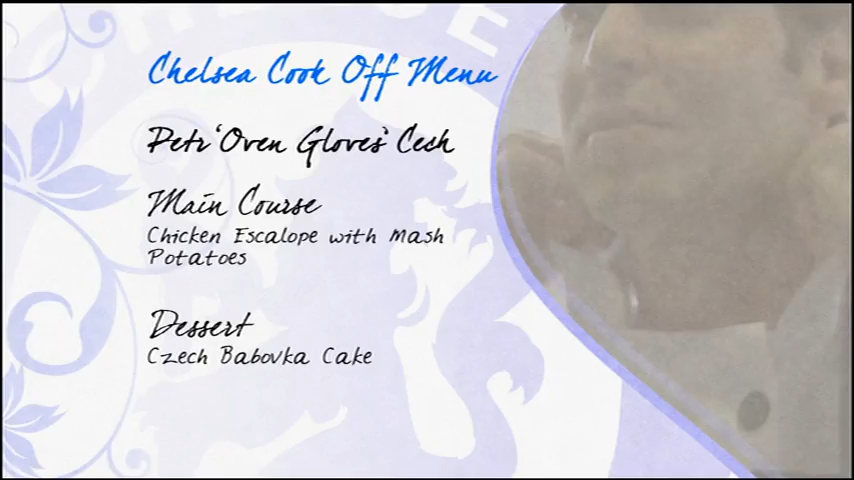 Chelsea Cook Off Menu
Petr 'Oven Gloves' Cech
Main Course
Chicken Escalope with Mash
Potatoes
Dessert
Czech Babovka Cake